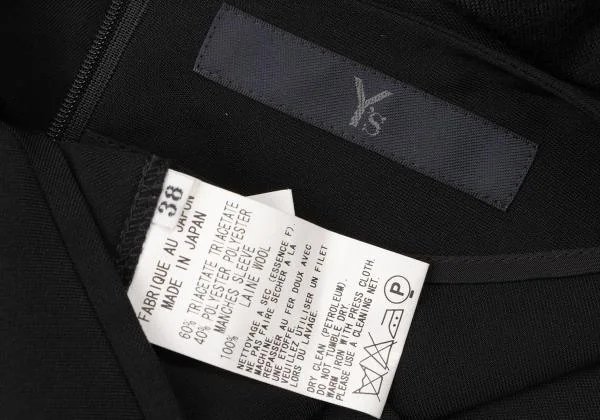 Y's
38
FABRIQUE AU JAPON
MADE IN JAPAN
60% TRIACETATE TRIACETATE
40% POLYESTER POLYESTER
MANCHES SLEEVE
100% LAINE WOOL
NETTOYAGE A SEC (ESSENCE F)
NE PAS FAIRE SECHER A LA
MACHINE.
REPASSER AU FER DOUX AVEC
UNE ETOFFE.
VEUILLEZ UTILISER UN FILET
LORS DU LAVAGE.
DRY CLEAN (PETROLEUM).
DO NOT TUMBLE DRY.
WARM IRON WITH PRESS CLOTH.
PLEASE USE A CLEANING NET.
P